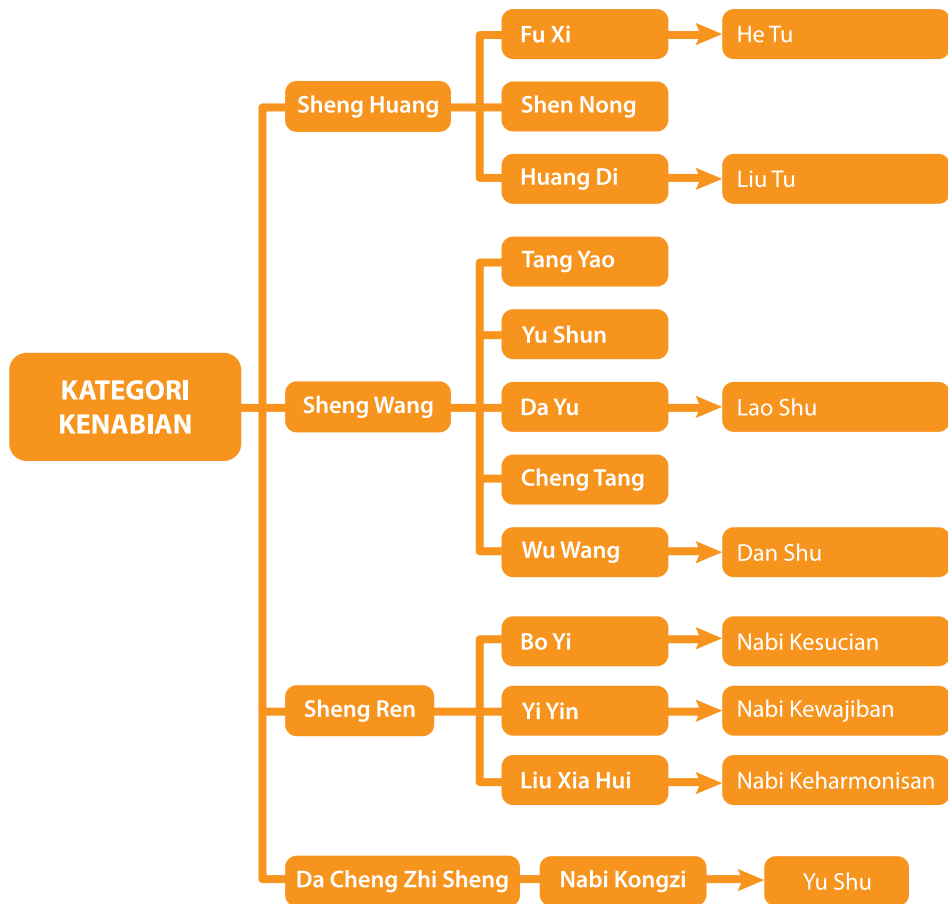 KATEGORI
KENABIAN
Sheng Huang
Fu Xi
He Tu
Shen Nong
Huang Di
Liu Tu
Sheng Wang
Tang Yao
Yu Shun
Da Yu
Lao Shu
Cheng Tang
Wu Wang
Dan Shu
Sheng Ren
Bo Yi
Nabi Kesucian
Yi Yin
Nabi Kewajiban
Liu Xia Hui
Nabi Keharmonisan
Da Cheng Zhi Sheng
Nabi Kongzi
Yu Shu